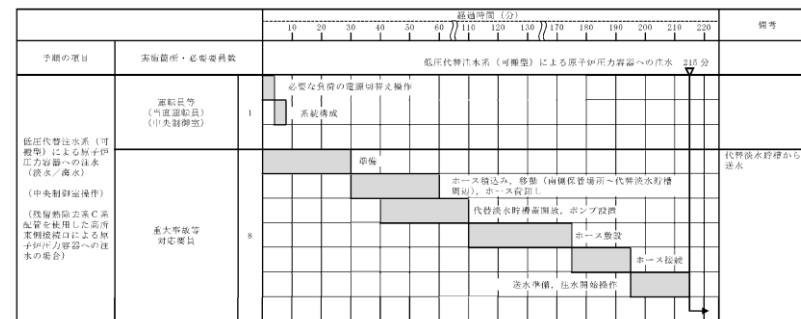 経過時間（分）
備考
10 20 30 40 50 60 130 140 170 180 190 200 210 220
手順の項目
実施箇所・必要要員数
低圧代替注水系（可搬型）による原子炉圧力容器への注水 215 分
低圧代替注水系（可
搬型）による原子炉
圧力容器への注水
（淡水／海水）
（中央制御室操作）
（残留熱除去系C系
配管を使用した高所
東側接続口による原
子炉圧力容器への注
水の場合）
運転員等
（当直運転員）
（中央制御室）
1
必要な負荷の電源切替え操作
系統構成
重大事故等
対応要員
8
準備
ホース積込み，移動（南側保管場所～代替淡水貯槽
周辺），ホース荷卸し
代替淡水貯槽蓋開放，ポンプ設置
ホース敷設
ホース接続
送水準備，注水開始操作
代替淡水貯槽から
送水